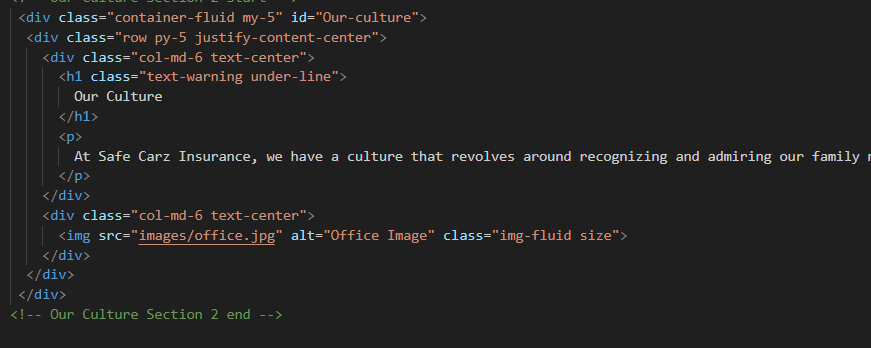 <!-- Our Culture Section 2 start -->
<div class="container-fluid my-5" id="Our-culture">
<div class="row py-5 justify-content-center">
<div class="col-md-6 text-center">
<h1 class="text-warning under-line">
Our Culture
</h1>
<p>
At Safe Carz Insurance, we have a culture that revolves around recognizing and admiring our family
</p>
</div>
<div class="col-md-6 text-center">
<img src="images/office.jpg" alt="Office Image" class="img-fluid size">
</div>
</div>
</div>
<!-- Our Culture Section 2 end -->